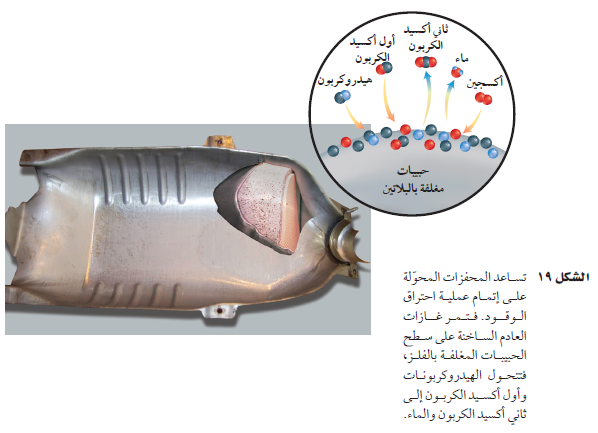 ثاني أكسيد
الكربون
أول أكسيد
الكربون
ماء
هيدروكربون
أكسجين
حبيبات
مغلفة بالبلاتين
الشكل ١٩ تساعد المحفزات المحوّلة
على إتمام عملية احتراق
الوقود. فتمر غازات
العادم الساخنة على سطح
الحبيبات المغلفة بالفلز،
فتتحول الهيدروكربونات
وأول أكسيد الكربون إلى
ثاني أكسيد الكربون والماء.